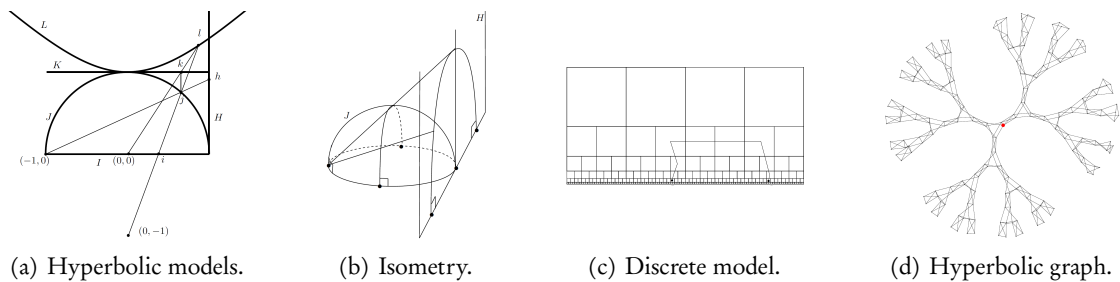 L
l
K
k
h
J
j
H
(−1,0)
I
(0,0)
i
(0,−1)
H
J
(a) Hyperbolic models.
(b) Isometry.
(c) Discrete model.
(d) Hyperbolic graph.